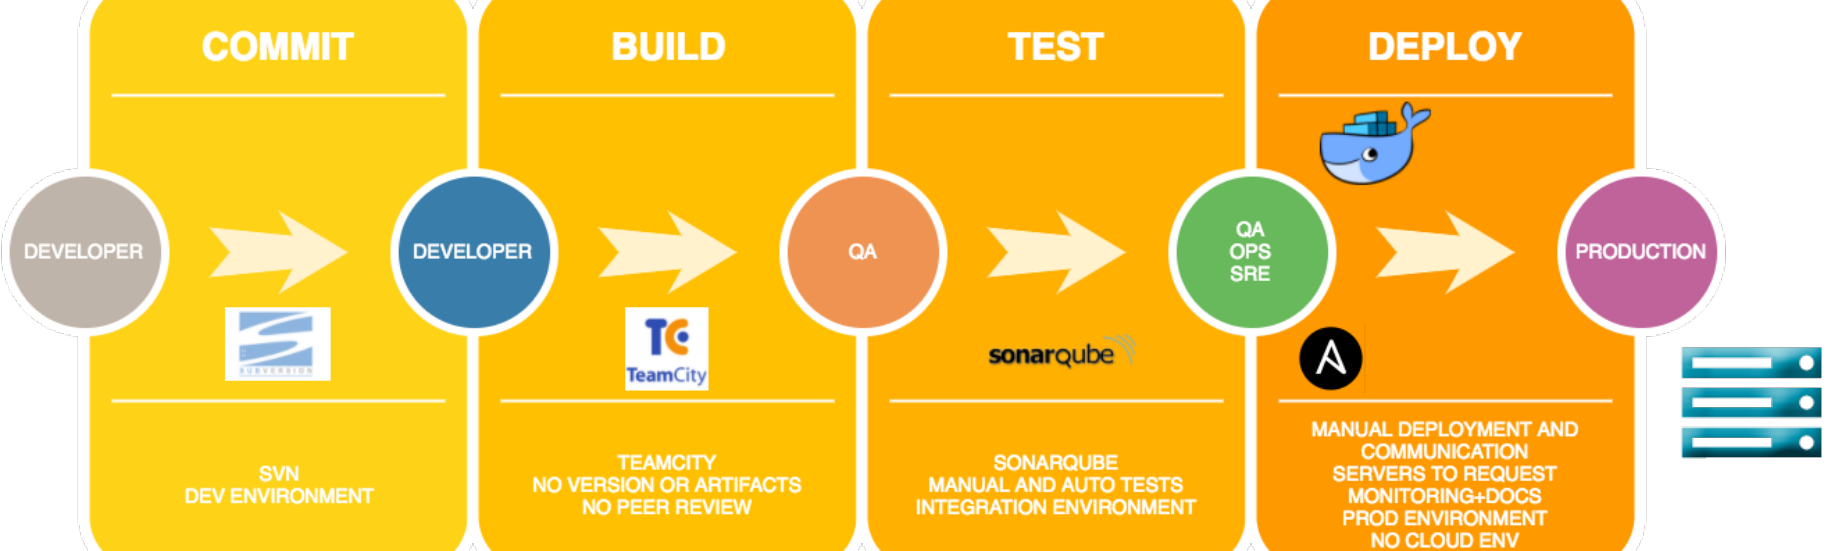 COMMIT
BUILD
TEST
DEPLOY
DEVELOPER
DEVELOPER
QA
QA
OPS
SRE
PRODUCTION
SUBVERSION
TC
TeamCity
sonarqube
A
SVN
DEV ENVIRONMENT
TEAMCITY
NO VERSION OR ARTIFACTS
NO PEER REVIEW
SONARQUBE
MANUAL AND AUTO TESTS
INTEGRATION ENVIRONMENT
MANUAL DEPLOYMENT AND
COMMUNICATION
SERVERS TO REQUEST
MONITORING+DOCS
PROD ENVIRONMENT
NO CLOUD ENV